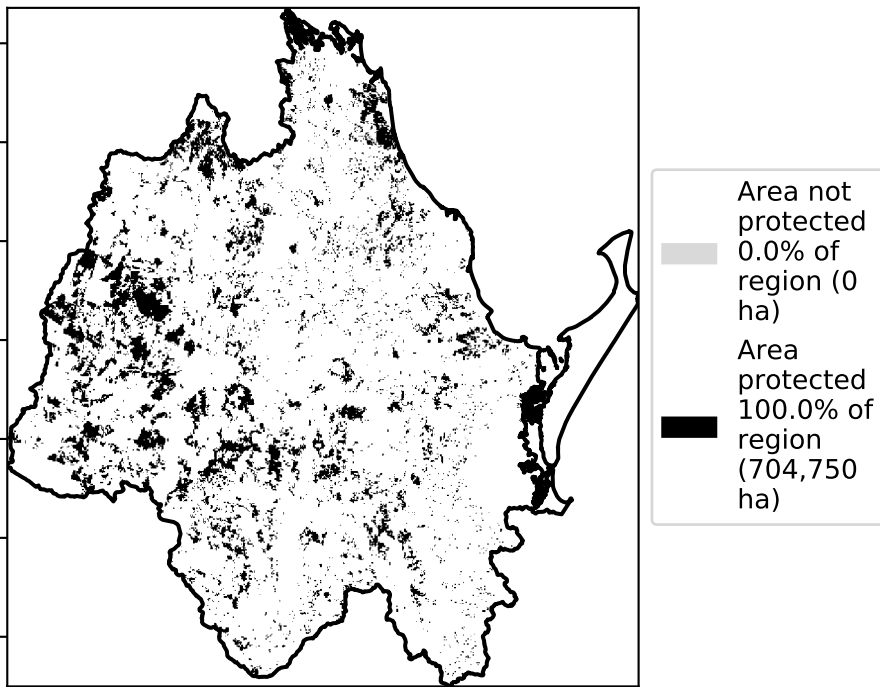 Area not
protected
0.0% of
region (0
ha)
Area
protected
100.0% of
region
(704,750
ha)